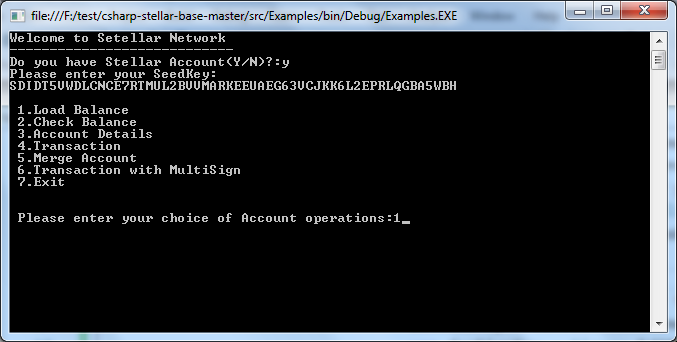 file:///F:/test/csharp-stellar-base-master/src/Examples/bin/Debug/Examples.EXE
Welcome to Setellar Network
---------------------------
Do you have Stellar Account(Y/N)?:y
Please enter your SeedKey:
SDIDT5VWDLCNCE7RTMUL2BVVMARKEEUAEG63VCJKK6L2EPRLQGBA5WBH
1.Load Balance
2.Check Balance
3.Account Details
4.Transaction
5.Merge Account
6.Transaction with MultiSign
7.Exit
Please enter your choice of Account operations:1_